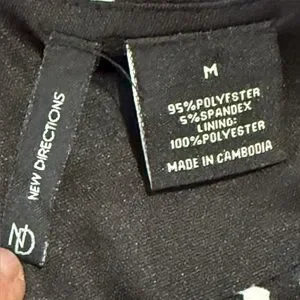 NEW DIRECTIONS
ND
M
95%POLYESTER
5%SPANDEX
LINING:
100%POLYESTER
MADE IN CAMBODIA